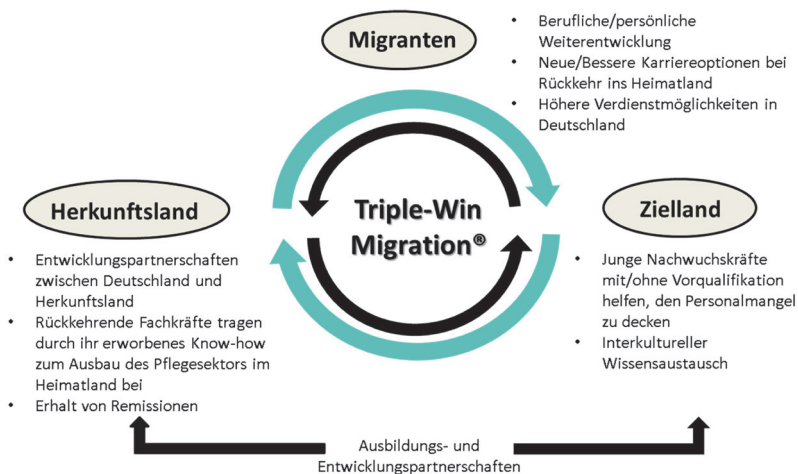 Migranten
• Berufliche/persönliche
Weiterentwicklung
• Neue/Bessere Karriereoptionen bei
Rückkehr ins Heimatland
• Höhere Verdienstmöglichkeiten in
Deutschland
Triple-Win
Migration®
Herkunftsland
• Entwicklungspartnerschaften
zwischen Deutschland und
Herkunftsland
• Rückkehrende Fachkräfte tragen
durch ihr erworbenes Know-how
zum Ausbau des Pflegesektors im
Heimatland bei
• Erhalt von Remissionen
Zielland
• Junge Nachwuchskräfte
mit/ohne Vorqualifikation
helfen, den Personalmangel
zu decken
• Interkultureller
Wissensaustausch
Ausbildungs- und
Entwicklungspartnerschaften